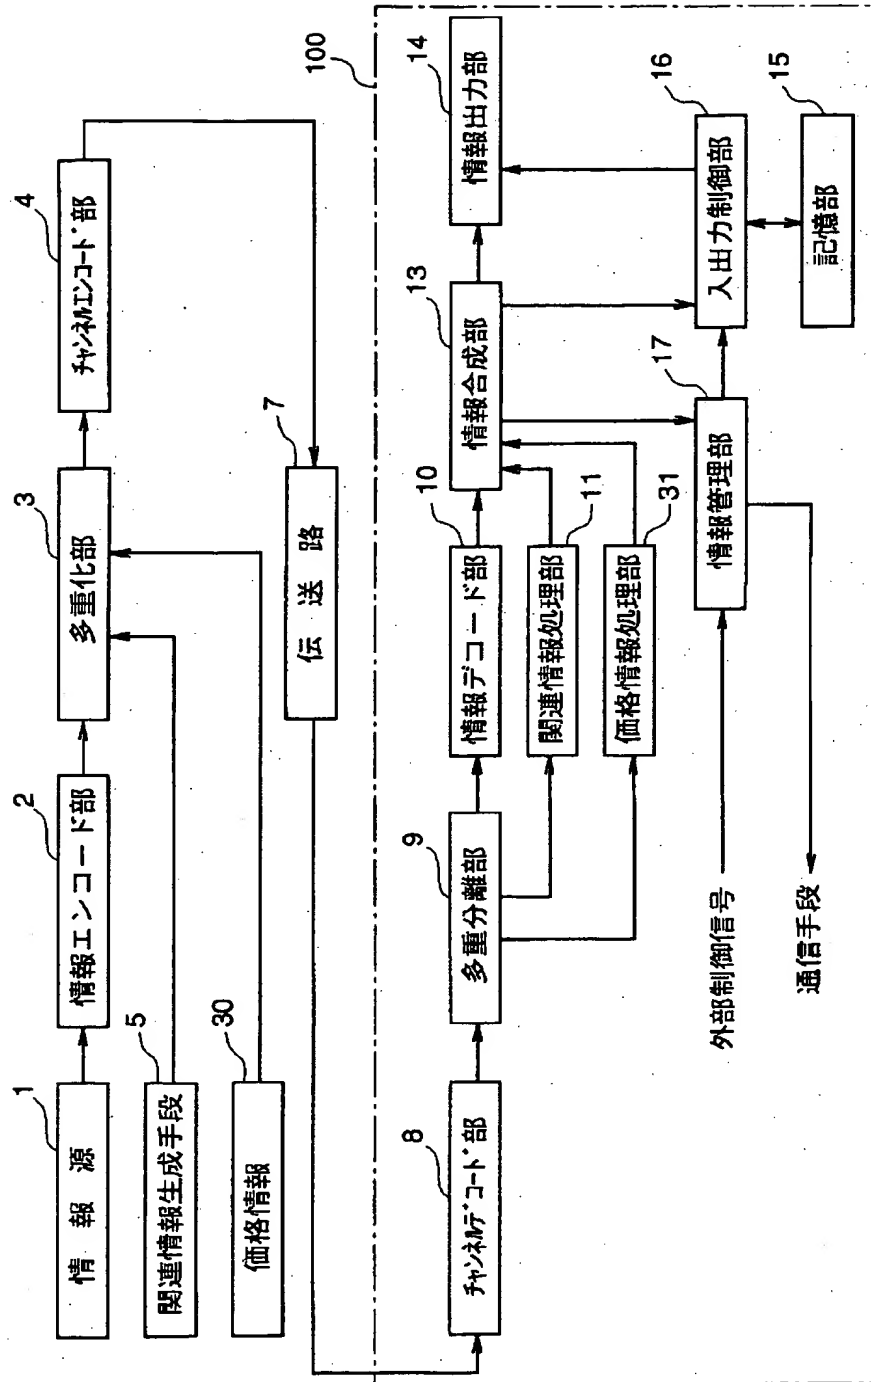 1
情報源
2
情報エンコード部
3
多重化部
4
チャンネルエンコード部
5
関連情報生成手段
30
価格情報
7
伝送路
100
8
チャンネルデコード部
9
多重分離部
10
情報デコード部
11
関連情報処理部
31
価格情報処理部
13
情報合成部
14
情報出力部
17
情報管理部
16
入出力制御部
15
記憶部
外部制御信号
通信手段